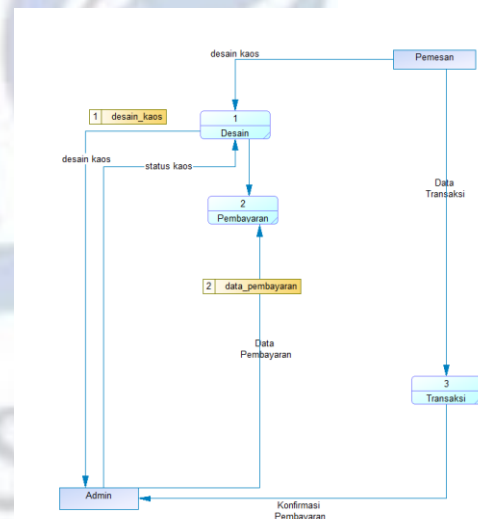 desain kaos
Pemesan
1 desain_kaos
1
Desain
desain kaos
status kaos
2
Pembayaran
Data
Transaksi
2 data_pembayaran
Data
Pembayaran
3
Transaksi
Admin
Konfirmasi
Pembayaran